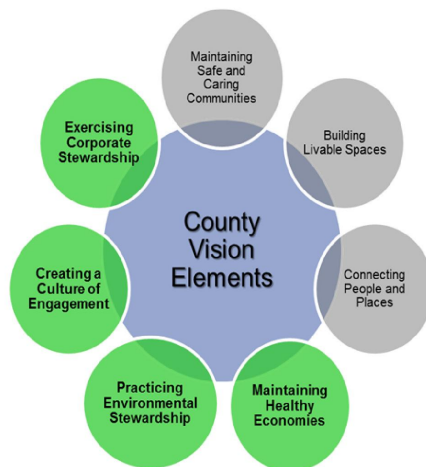 County
Vision
Elements
Maintaining
Safe and
Caring
Communities
Building
Livable Spaces
Connecting
People and
Places
Maintaining
Healthy
Economies
Practicing
Environmental
Stewardship
Creating a
Culture of
Engagement
Exercising
Corporate
Stewardship